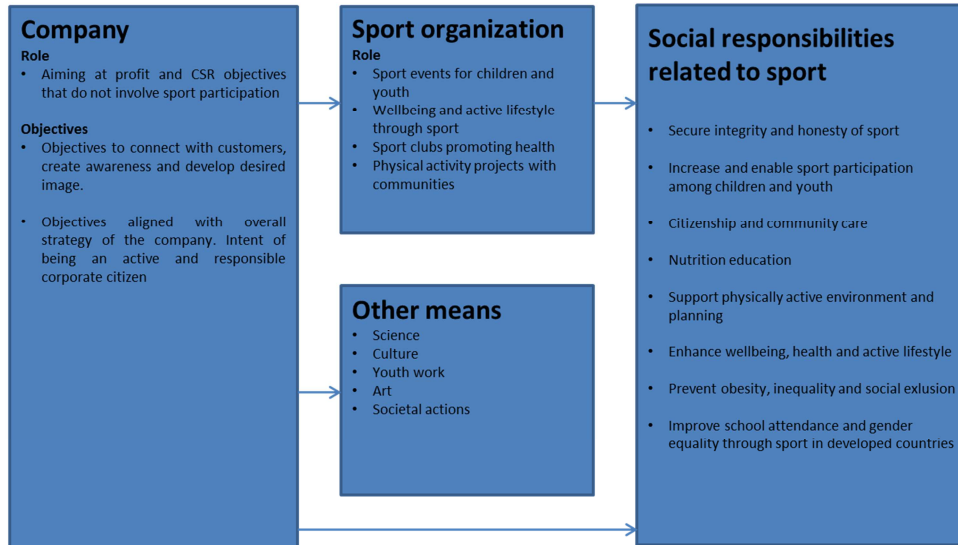 Company
Role
• Aiming at profit and CSR objectives
that do not involve sport participation
Objectives
• Objectives to connect with customers,
create awareness and develop desired
image.
• Objectives aligned with overall
strategy of the company. Intent of
being an active and responsible
corporate citizen
Sport organization
Role
• Sport events for children and
youth
• Wellbeing and active lifestyle
through sport
• Sport clubs promoting health
• Physical activity projects with
communities
Other means
• Science
• Culture
• Youth work
• Art
• Societal actions
Social responsibilities
related to sport
• Secure integrity and honesty of sport
• Increase and enable sport participation
among children and youth
• Citizenship and community care
• Nutrition education
• Support physically active environment and
planning
• Enhance wellbeing, health and active lifestyle
• Prevent obesity, inequality and social exlusion
• Improve school attendance and gender
equality through sport in developed countries